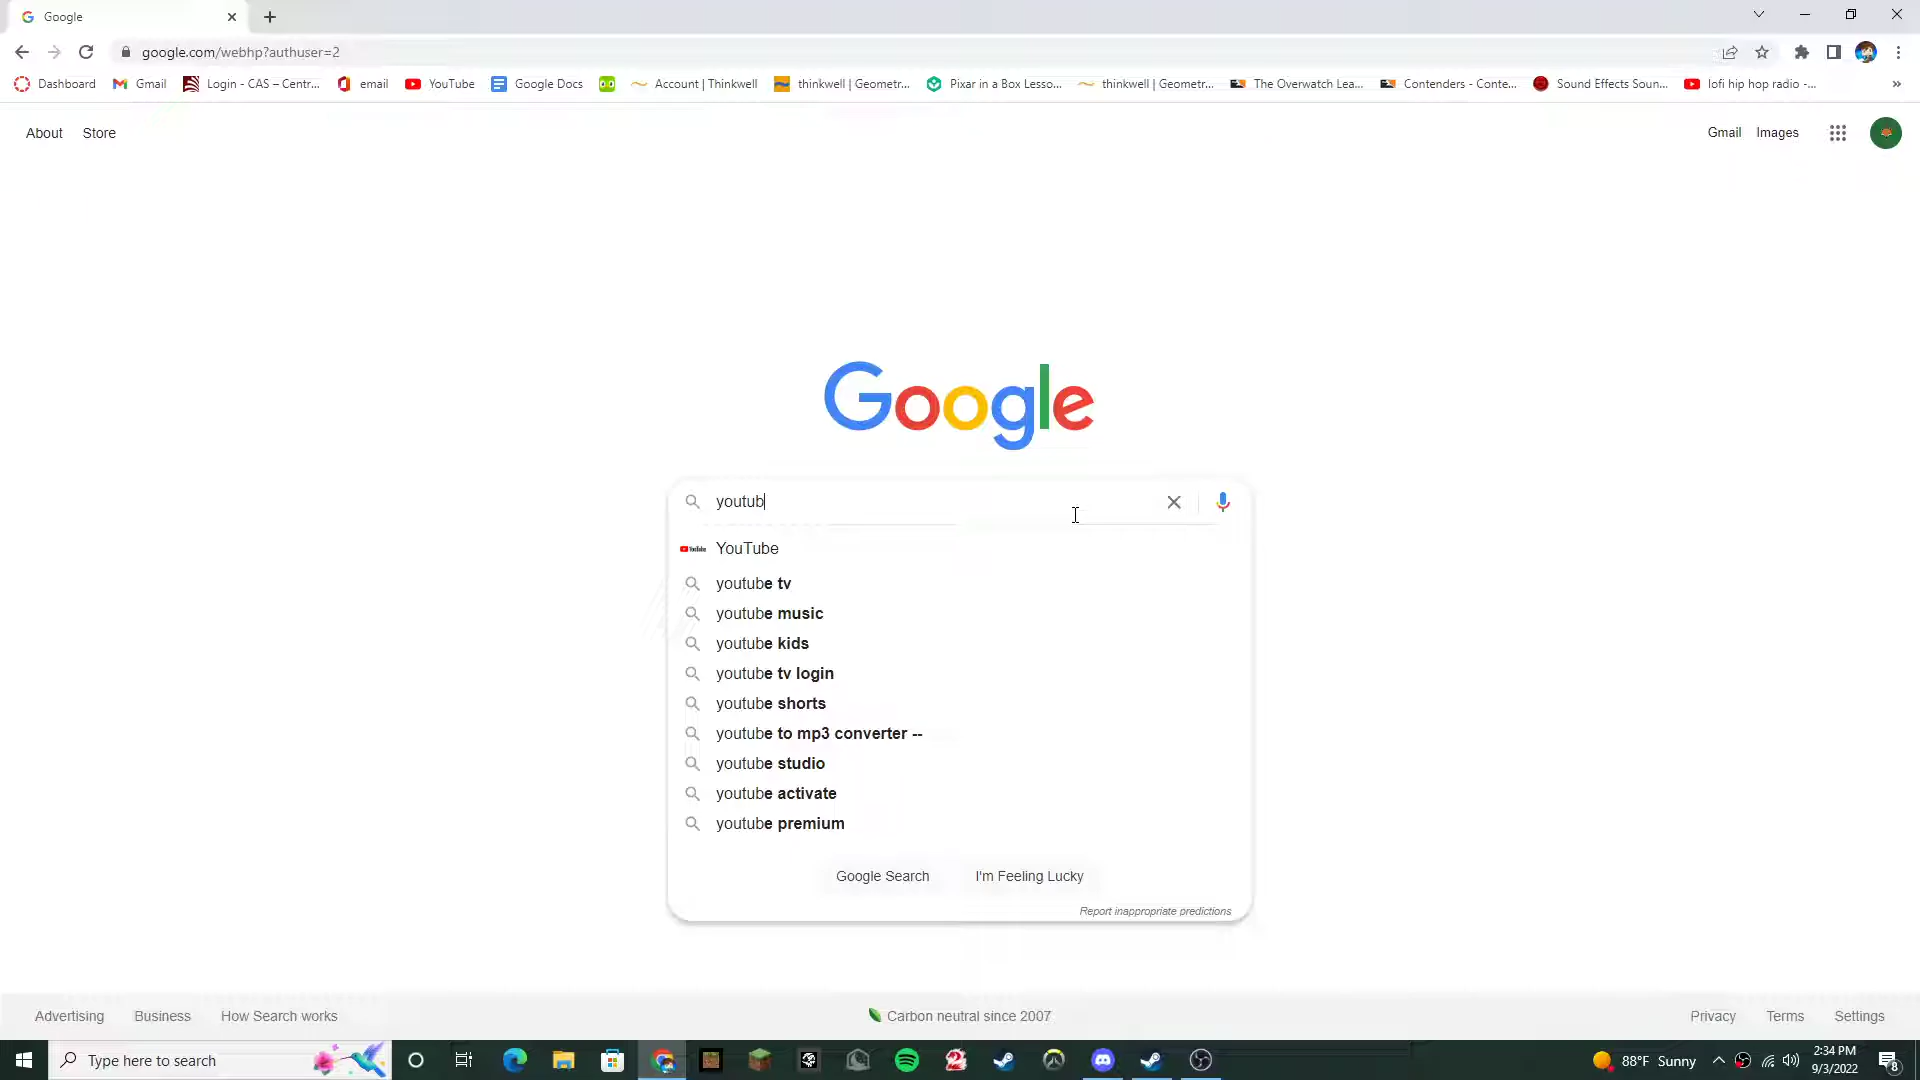 Google
google.com/webhp?authuser=2
Dashboard Gmail Login - CAS – Centr... email YouTube Google Docs Account | Thinkwell thinkwell | Geometr... Pixar in a Box Lesso... thinkwell | Geometr... The Overwatch Lea... Contenders - Conte... Sound Effects Soun... lofi hip hop radio -... »
About Store Gmail Images
Google
youtub
YouTube YouTube
youtube tv
youtube music
youtube kids
youtube tv login
youtube shorts
youtube to mp3 converter --
youtube studio
youtube activate
youtube premium
Google Search I'm Feeling Lucky
Report inappropriate predictions
Advertising Business How Search works Carbon neutral since 2007 Privacy Terms Settings
Type here to search 88°F Sunny 2:34 PM
9/3/2022 8